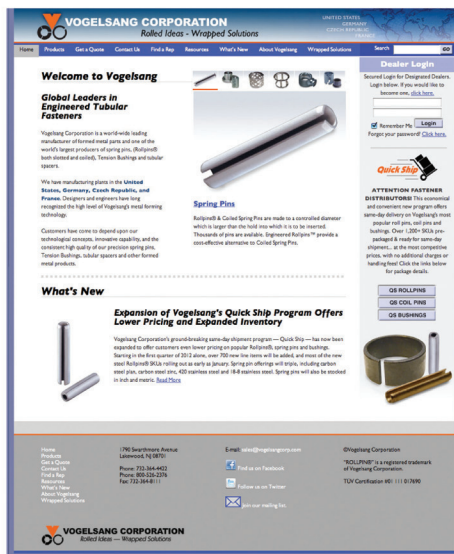 VOGELSANG CORPORATION
Rolled Ideas - Wrapped Solutions
UNITED STATES
GERMANY
CZECH REPUBLIC
FRANCE
Home Products Get a Quote Contact Us Find a Rep Resources What's New About Vogelsang Wrapped Solutions Search GO
Welcome to Vogelsang
Global Leaders in
Engineered Tubular
Fasteners
Vogelsang Corporation is a world-wide leading
manufacturer of formed metal parts and one of the
world's largest producers of spring pins, (Rollpins®
both slotted and coiled), Tension Bushings and tubular
spacers.
We have manufacturing plants in the United
States, Germany, Czech Republic, and
France. Designers and engineers have long
recognized the high level of Vogelsang's metal forming
technology.
Customers have come to depend upon our
technological concepts, innovative capability, and the
consistent high quality of our precision spring pins,
Tension Bushings, tubular spacers and other formed
metal products.
Spring Pins
Rollpins® & Coiled Spring Pins are made to a controlled diameter
which is larger than the hold into which it is to be inserted.
Thousands of pins are available. Engineered Rollpins™ provide a
cost-effective alternative to Coiled Spring Pins.
Dealer Login
Secured Login for Designated Dealers.
Login below. If you would like to
become one, click here.
Remember Me Login
Forgot your password? Click here.
Quick Ship
ATTENTION FASTENER
DISTRIBUTORS! This economical
and convenient new program offers
same-day delivery on Vogelsang's most
popular roll pins, coil pins and
bushings. Over 1,200+ SKUs pre-
packaged & ready for same-day
shipment... at the most competitive
prices, with no additional charges or
handling fees! Click the links below
for package details.
QS ROLLPINS
QS COIL PINS
QS BUSHINGS
What's New
Expansion of Vogelsang's Quick Ship Program Offers
Lower Pricing and Expanded Inventory
Vogelsang Corporation's ground-breaking same-day shipment program — Quick Ship — has now been
expanded to offer customers even lower pricing on popular Rollpins®, spring pins and bushings.
Starting in the first quarter of 2012 alone, over 700 new line items will be added, and most of the new
steel Rollpins SKUs rolling out as early as January. Spring pin offerings will triple, including carbon
steel plan, carbon steel zinc, 420 stainless steel and 18-8 stainless steel. Spring pins will also be stocked
in inch and metric. Read More
Home
Products
Get a Quote
Contact Us
Find a Rep
Resources
What's New
About Vogelsang
Wrapped Solutions
1790 Swarthmore Avenue
Lakewood, NJ 08701
Phone: 732-364-4422
Phone: 800-526-2376
Fax: 732-364-8111
E-mail: sales@vogelsangcorp.com
Find us on Facebook
Follow us on Twitter
Join our mailing list.
©Vogelsang Corporation
"ROLLPIN®" is a registered trademark
of Vogelsang Corporation.
TÜV Certification #01 111 017690
VOGELSANG CORPORATION
Rolled Ideas — Wrapped Solutions